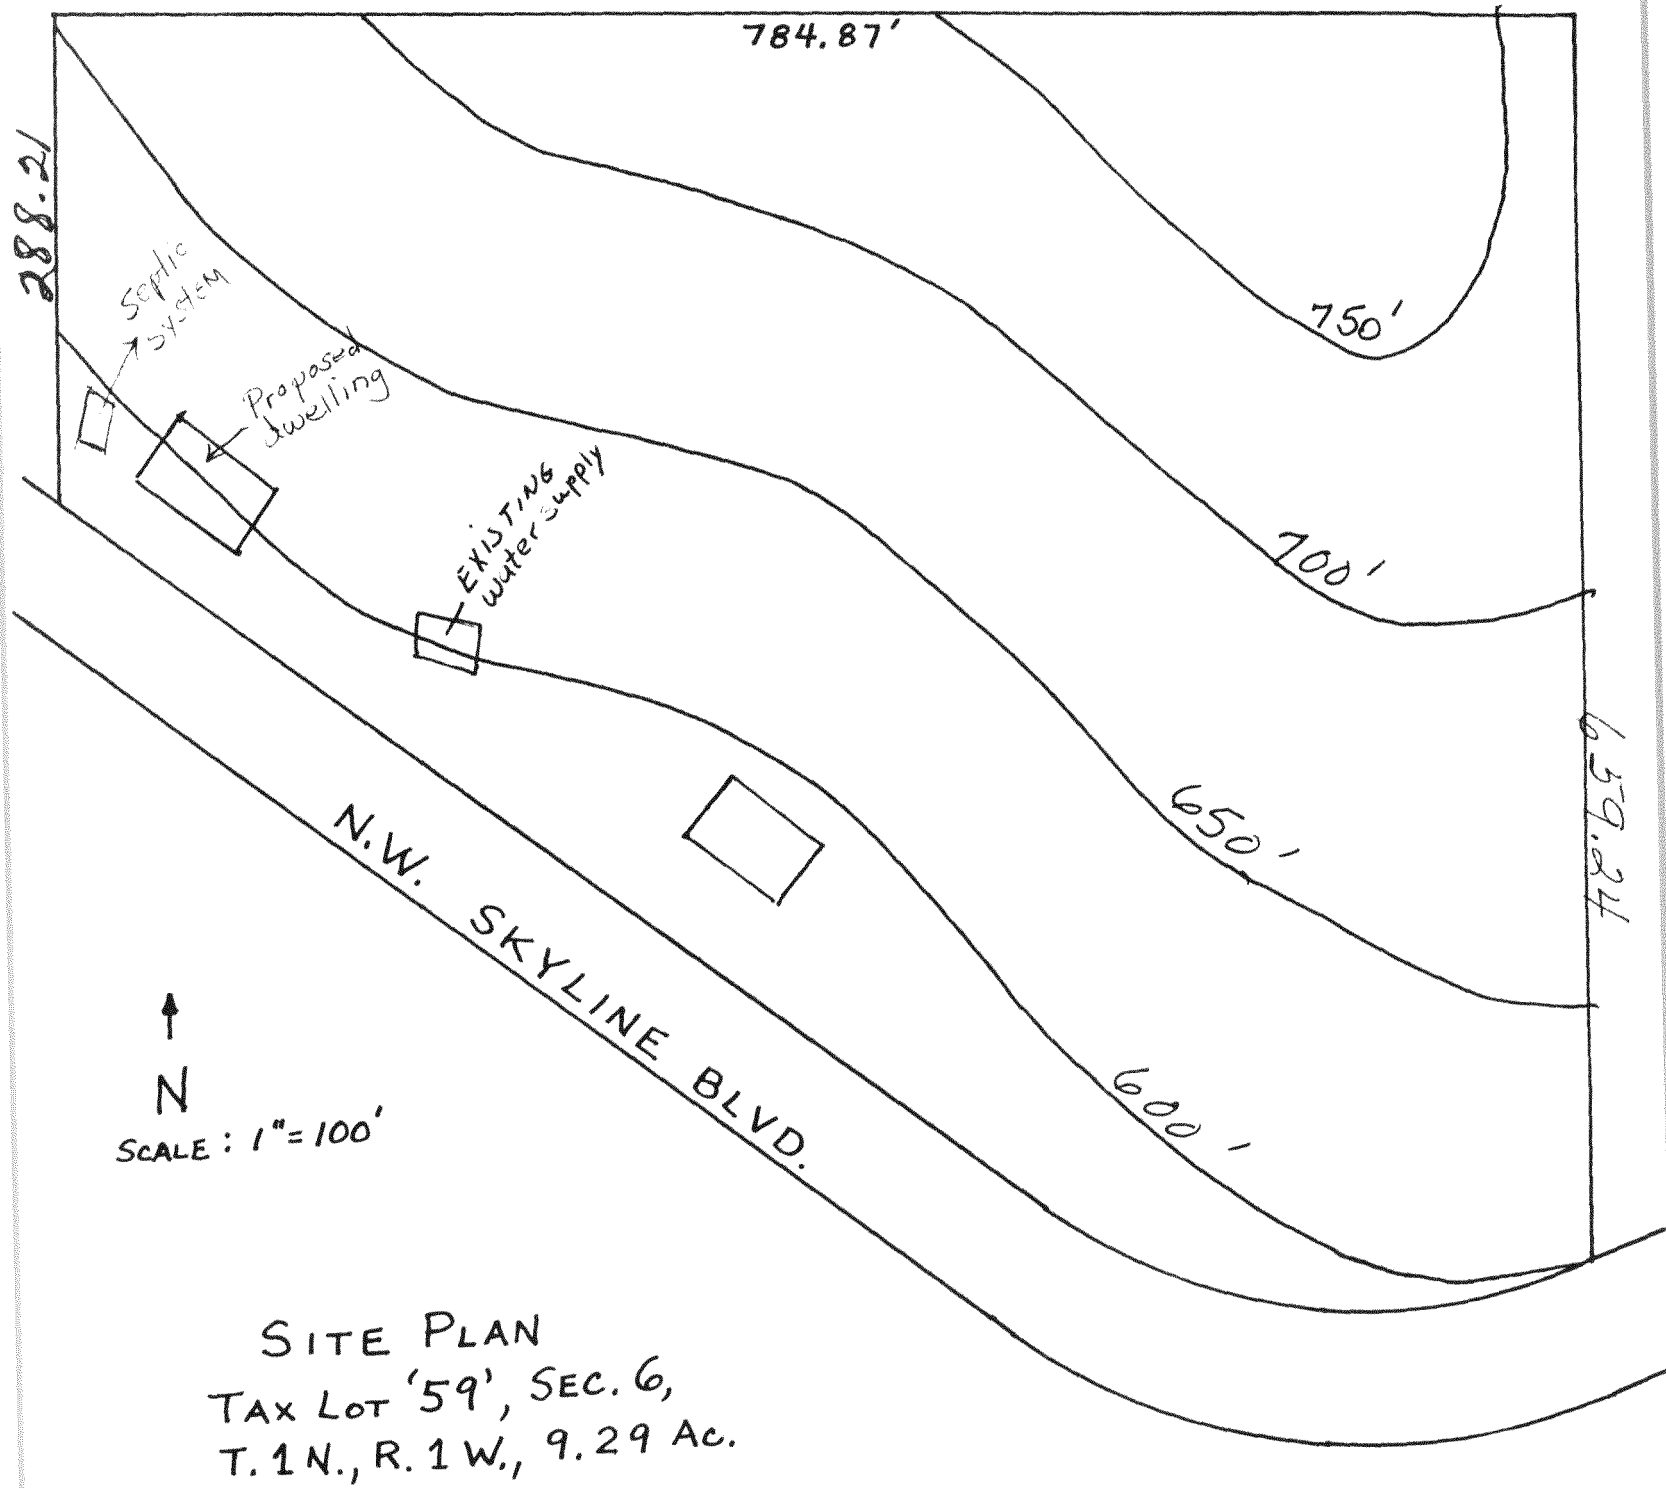 784.87'
288.21
Septic
SYSTEM
Proposed
dwelling
EXISTING
water supply
750'
700'
650'
600'
659.24
N.W. SKYLINE BLVD.
N
SCALE: 1"=100'
SITE PLAN
TAX LOT '59', SEC. 6,
T. 1 N., R. 1 W., 9.29 Ac.